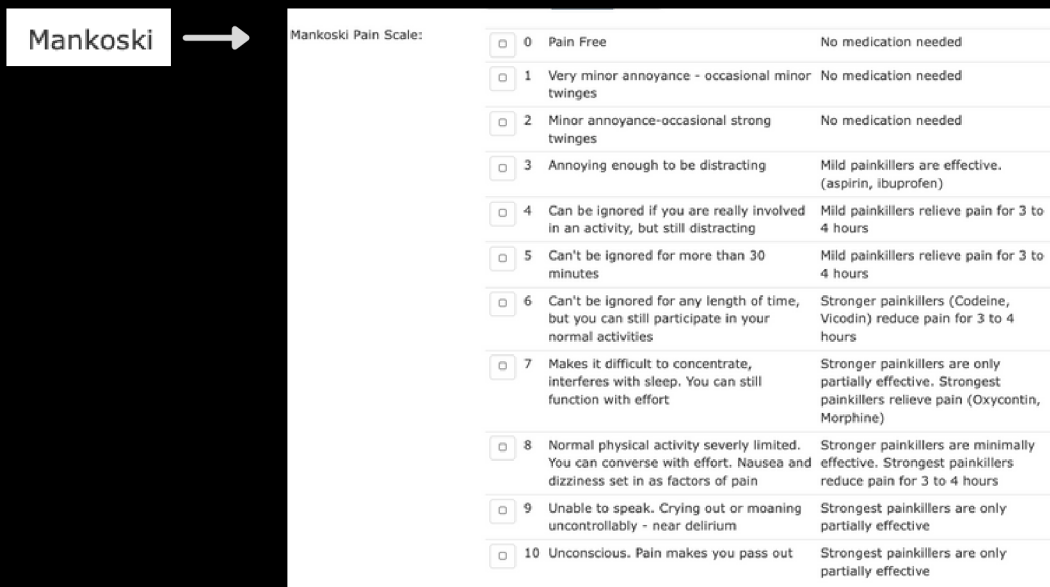 Mankoski
Mankoski Pain Scale:
0 Pain Free No medication needed
1 Very minor annoyance - occasional minor No medication needed
twinges
2 Minor annoyance-occasional strong No medication needed
twinges
3 Annoying enough to be distracting Mild painkillers are effective.
(aspirin, ibuprofen)
4 Can be ignored if you are really involved Mild painkillers relieve pain for 3 to
in an activity, but still distracting 4 hours
5 Can't be ignored for more than 30 Mild painkillers relieve pain for 3 to
minutes 4 hours
6 Can't be ignored for any length of time, Stronger painkillers (Codeine,
but you can still participate in your Vicodin) reduce pain for 3 to 4
normal activities hours
7 Makes it difficult to concentrate, Stronger painkillers are only
interferes with sleep. You can still partially effective. Strongest
function with effort painkillers relieve pain (Oxycontin,
Morphine)
8 Normal physical activity severly limited. Stronger painkillers are minimally
You can converse with effort. Nausea and effective. Strongest painkillers
dizziness set in as factors of pain reduce pain for 3 to 4 hours
9 Unable to speak. Crying out or moaning Strongest painkillers are only
uncontrollably - near delirium partially effective
10 Unconscious. Pain makes you pass out Strongest painkillers are only
partially effective